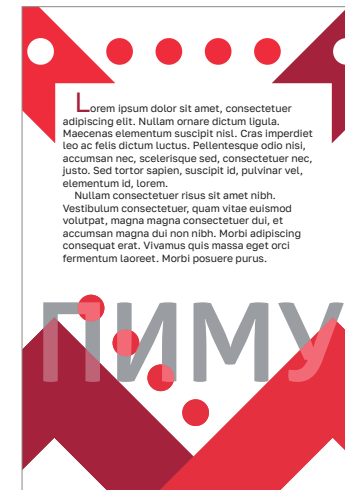 Lorem ipsum dolor sit amet, consectetuer
adipiscing elit. Nullam ornare dictum ligula.
Maecenas elementum suscipit nisl. Cras imperdiet
leo ac felis dictum luctus. Pellentesque odio nisi,
accumsan nec, scelerisque sed, consectetuer nec,
justo. Sed tortor sapien, suscipit id, pulvinar vel,
elementum id, lorem.
Nullam consectetuer risus sit amet nibh.
Vestibulum consectetuer, quam vitae euismod
volutpat, magna magna consectetuer dui, et
accumsan magna dui non nibh. Morbi adipiscing
consequat erat. Vivamus quis massa eget orci
fermentum laoreet. Morbi posuere purus.
ПИМУ